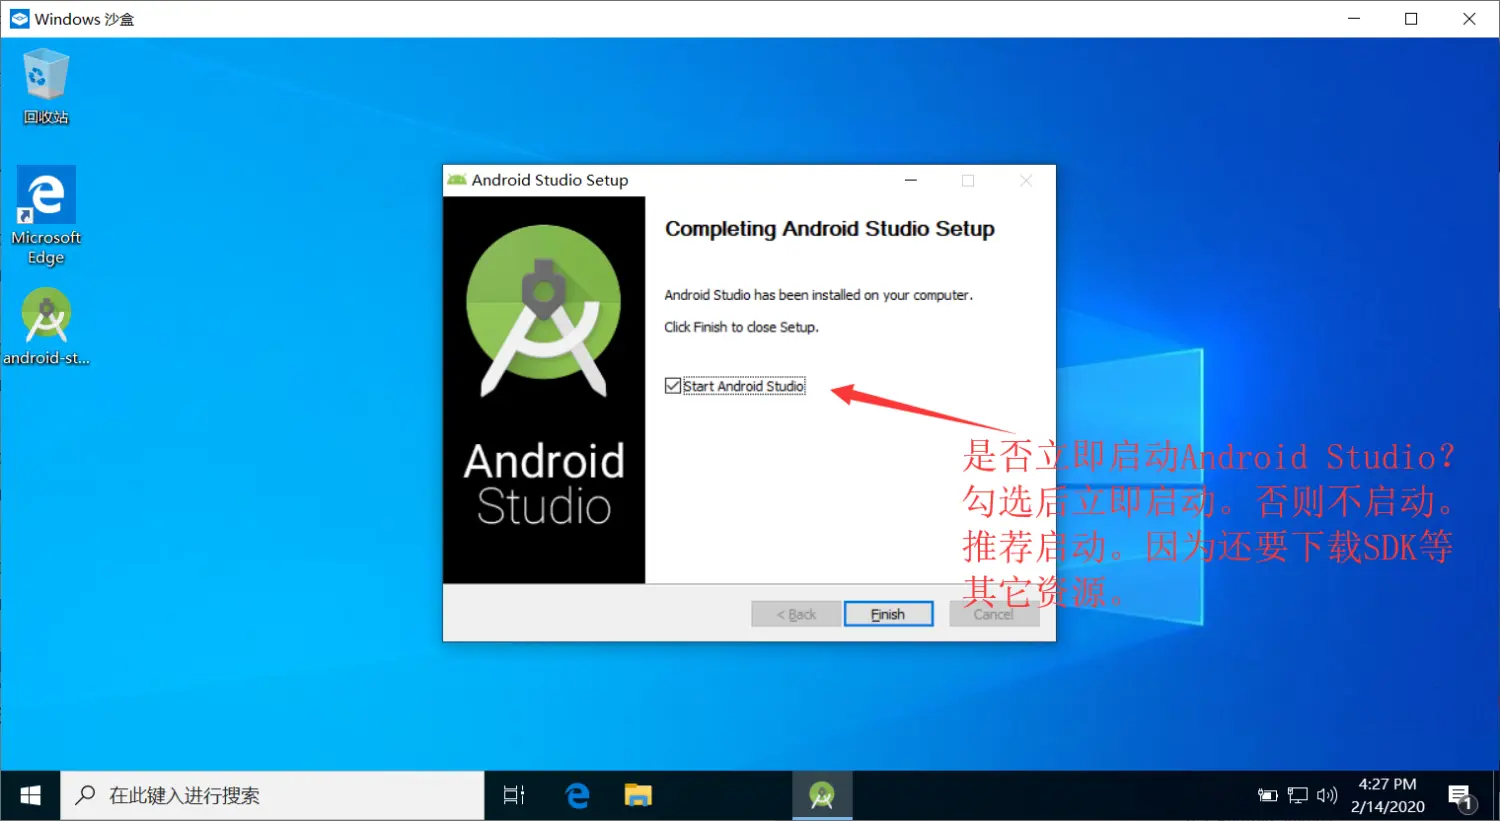 Windows 沙盒
回收站
Microsoft
Edge
android-st...
Android Studio Setup
Android
Studio
Completing Android Studio Setup
Android Studio has been installed on your computer.
Click Finish to close Setup.
Start Android Studio
是否立即启动Android Studio?
勾选后立即启动。否则不启动。
推荐启动。因为还要下载SDK等
其它资源。
< Back
Finish
Cancel
在此键入进行搜索
4:27 PM
2/14/2020
1